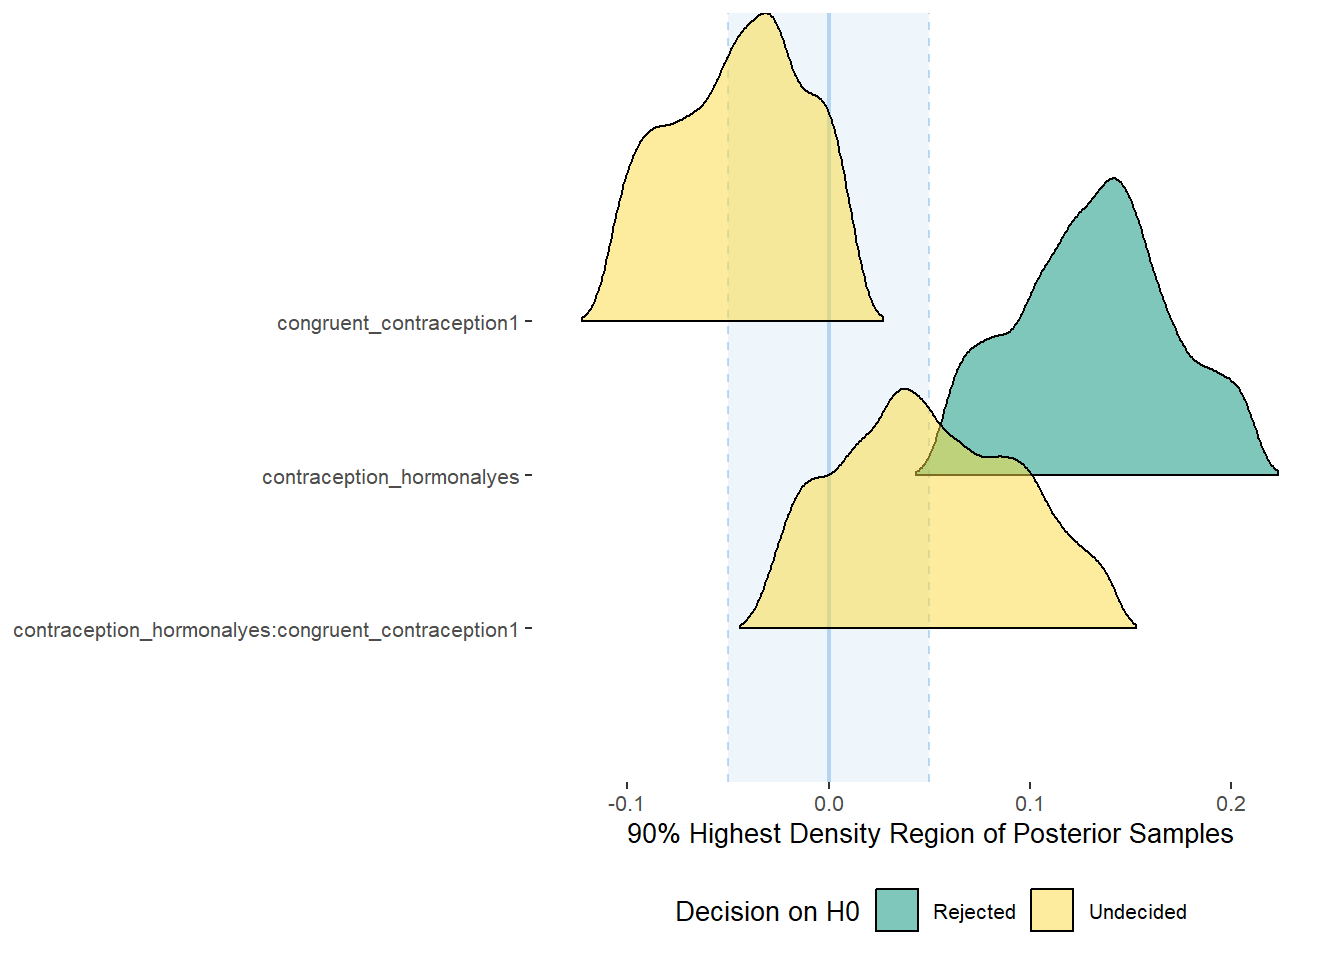 congruent_contraception1
contraception_hormonalyes
contraception_hormonalyes:congruent_contraception1
-0.1 0.0 0.1 0.2
90% Highest Density Region of Posterior Samples
Decision on H0 Rejected Undecided